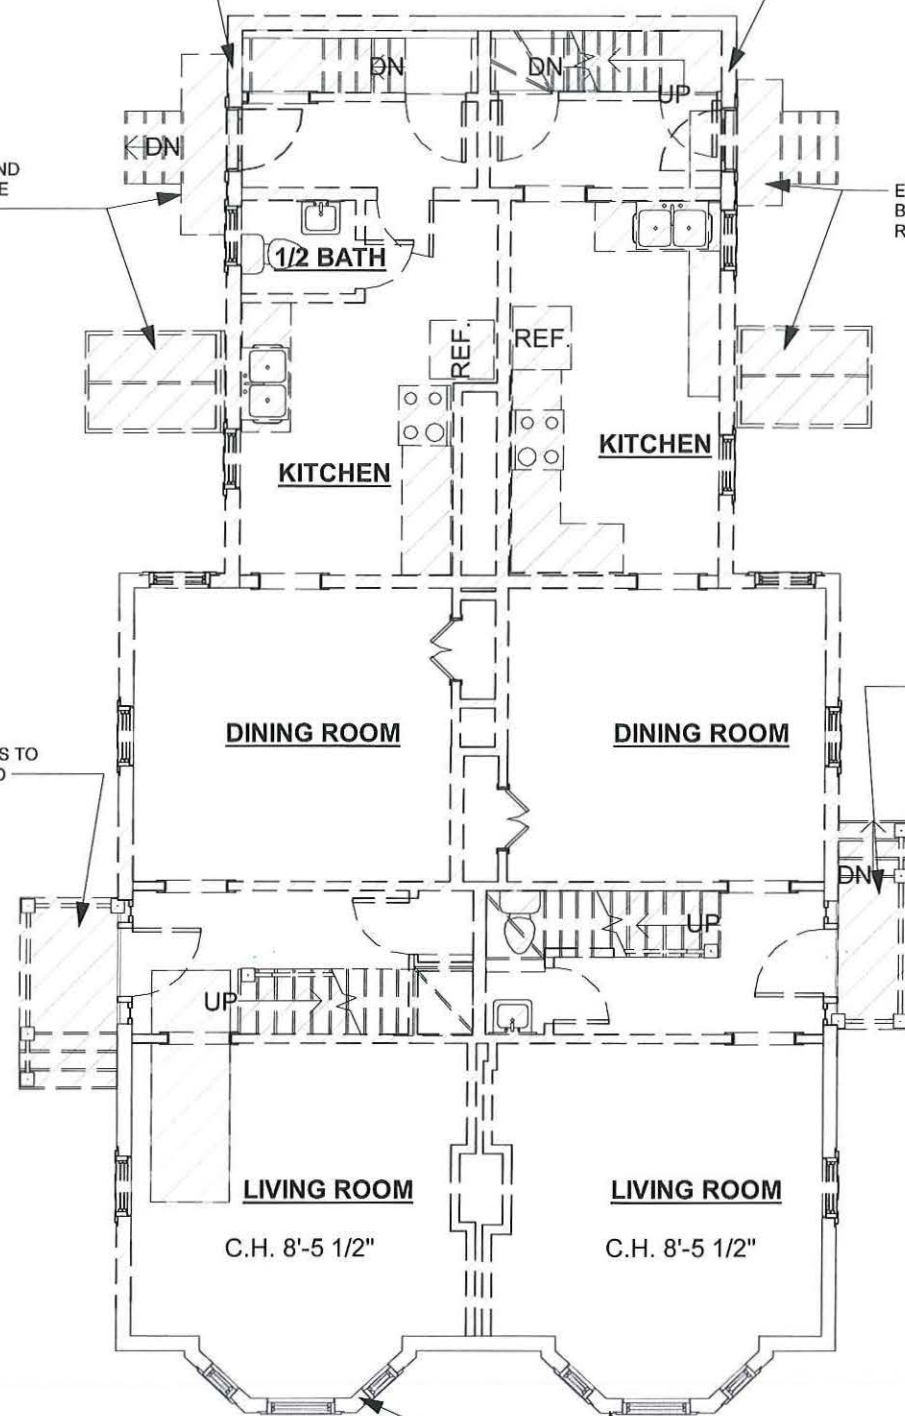 DN
DN
UP
DN
ND
E
E
B
R
1/2 BATH
REF.
REF.
KITCHEN
KITCHEN
DINING ROOM
DINING ROOM
S TO
D
DN
UP
UP
LIVING ROOM
LIVING ROOM
C.H. 8'-5 1/2"
C.H. 8'-5 1/2"